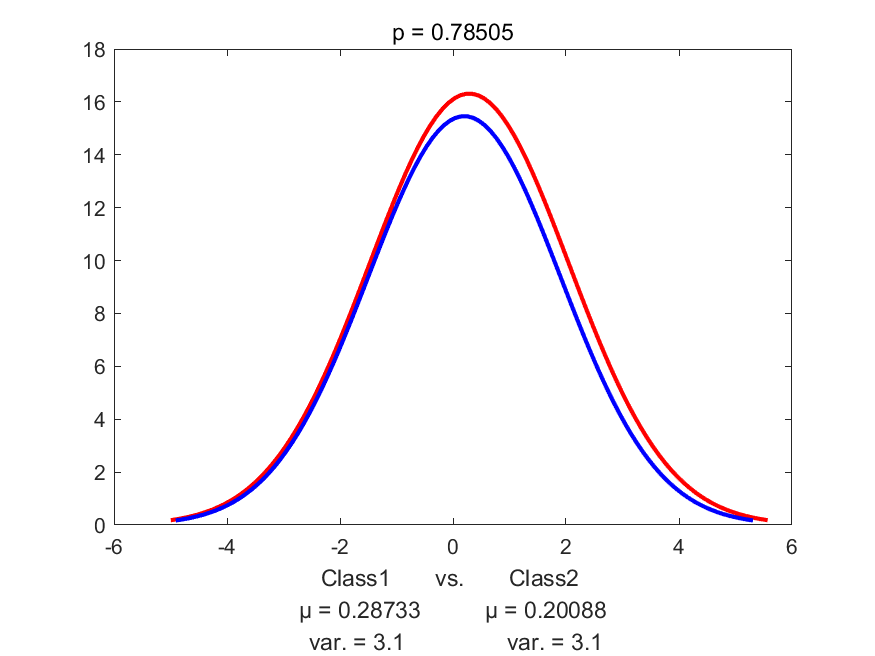 p = 0.78505
18
16
14
12
10
8
6
4
2
0
-6 -4 -2 0 2 4 6
Class1 vs. Class2
μ = 0.28733 μ = 0.20088
var. = 3.1 var. = 3.1